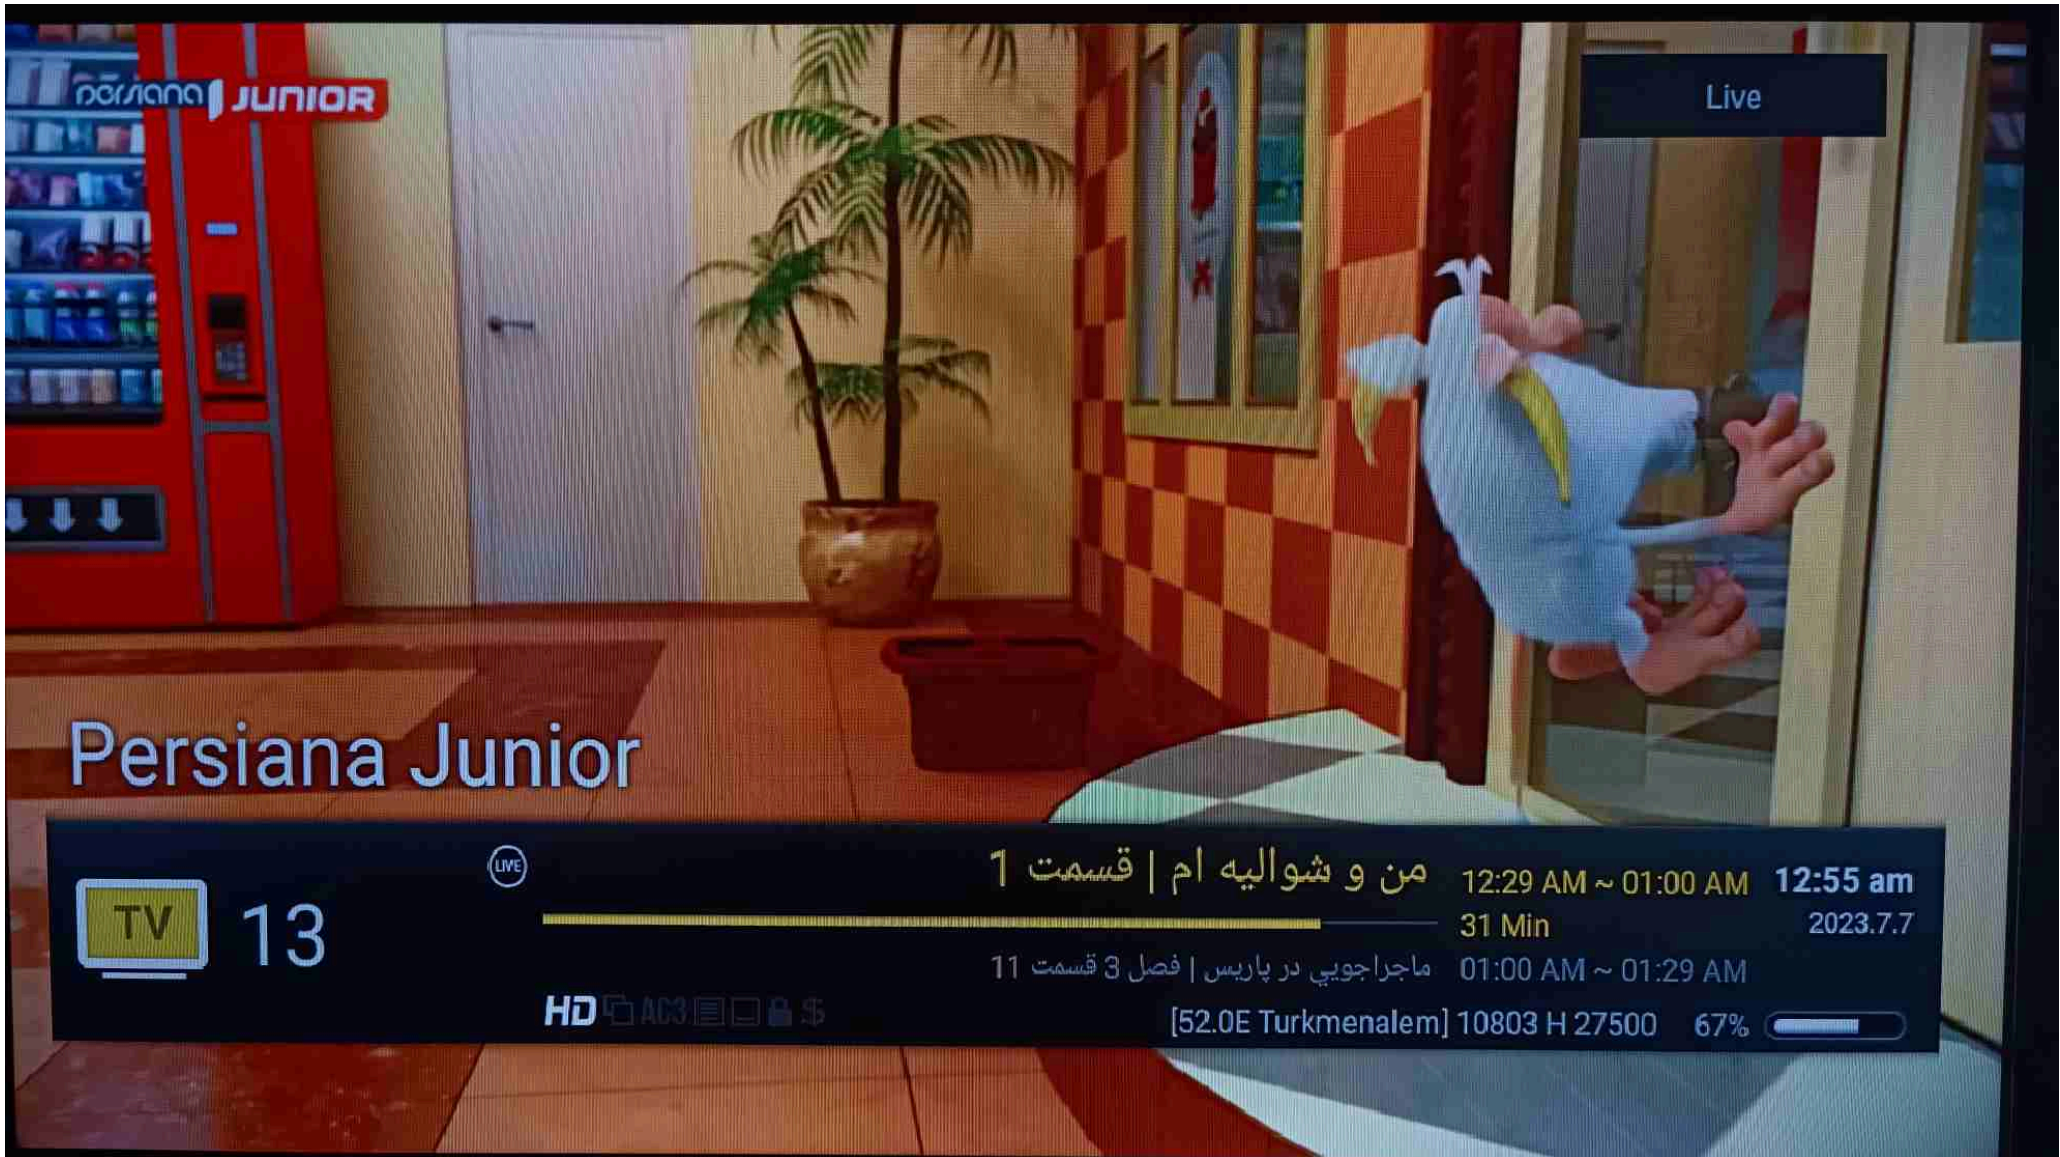 persiana JUNIOR
Live
Persiana Junior
TV 13
LIVE
من و شوالیه ام | قسمت 1
12:29 AM ~ 01:00 AM
12:55 am
31 Min
2023.7.7
ماجراجويي در پاریس | فصل 3 قسمت 11
01:00 AM ~ 01:29 AM
HD AC3 $
[52.0E Turkmenalem] 10803 H 27500 67%